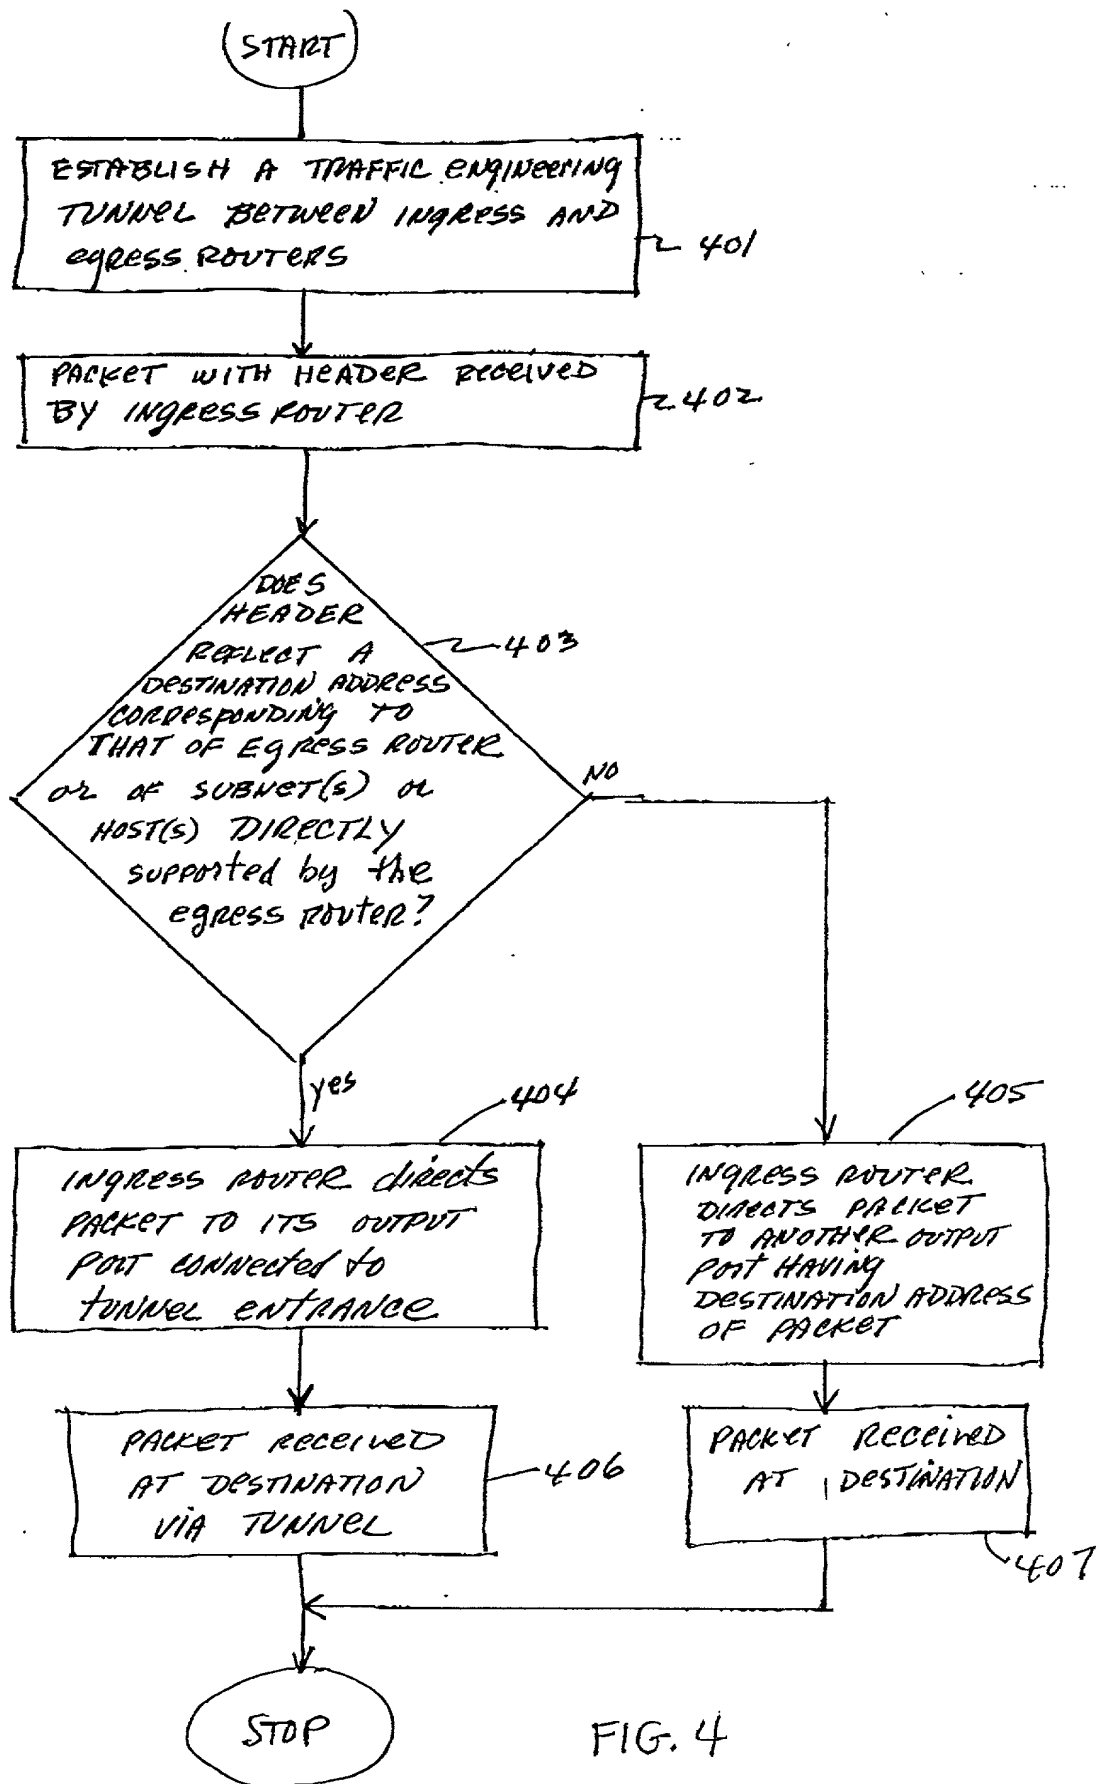 (START)
ESTABLISH A TRAFFIC ENGINEERING
TUNNEL BETWEEN INGRESS AND
EGRESS ROUTERS
401
PACKET WITH HEADER RECEIVED
BY INGRESS ROUTER
402
DOES
HEADER
REFLECT A
DESTINATION ADDRESS
CORRESPONDING TO
THAT OF EGRESS ROUTER
or OF SUBNET(S) OR
HOST(S) DIRECTLY
supported by the
egress router?
403
NO
yes
404
INGRESS ROUTER directs
PACKET TO ITS OUTPUT
PORT CONNECTED to
TUNNEL ENTRANCE
405
INGRESS ROUTER
DIRECTS PACKET
TO ANOTHER OUTPUT
PORT HAVING
DESTINATION ADDRESS
OF PACKET
PACKET RECEIVED
AT DESTINATION
VIA TUNNEL
406
PACKET RECEIVED
AT DESTINATION
407
STOP
FIG. 4